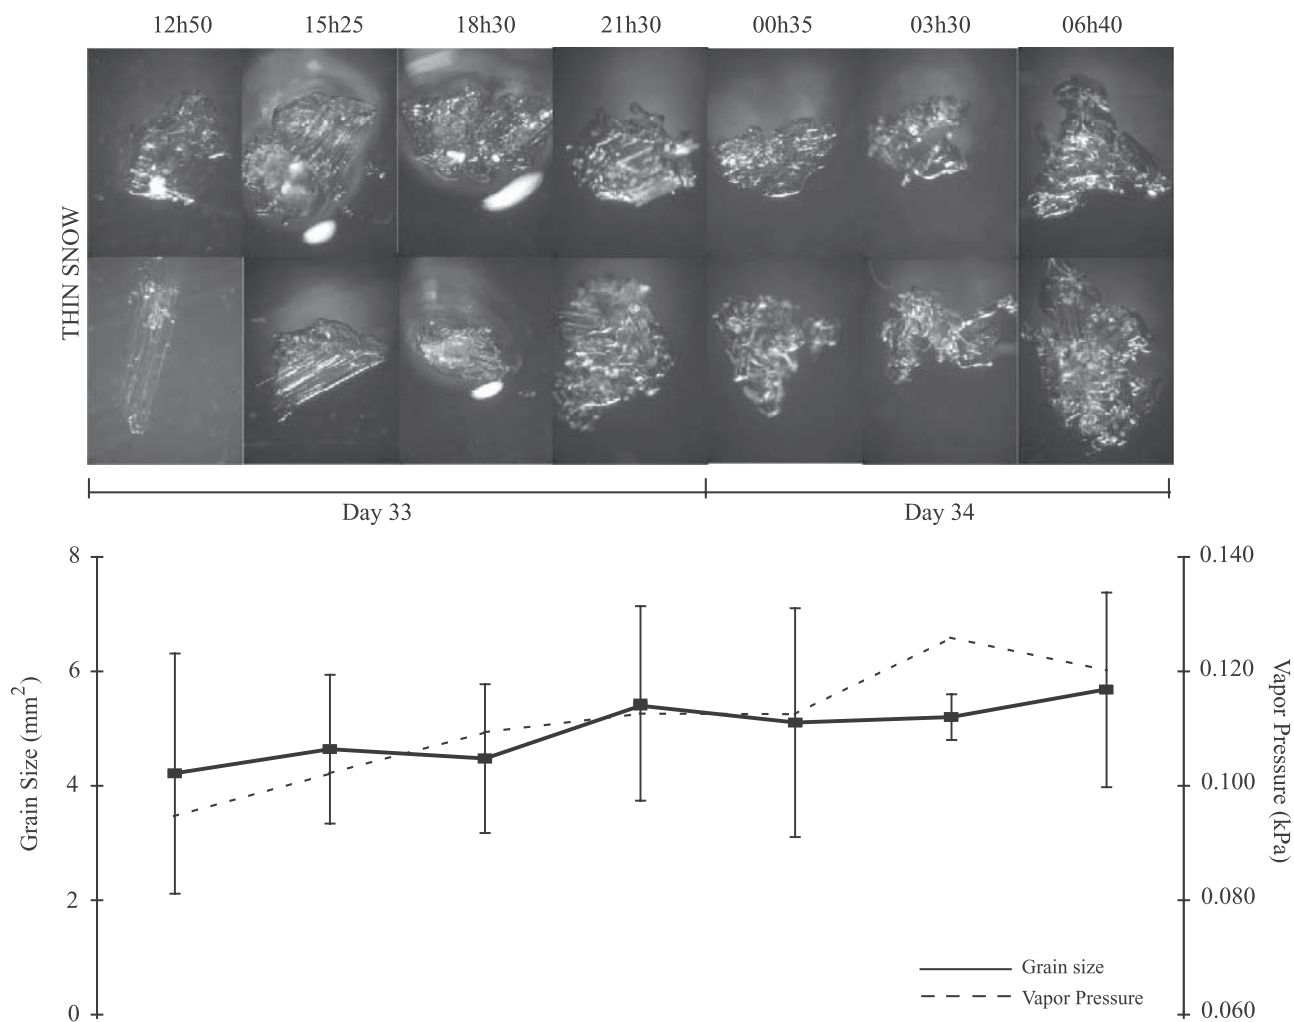 12h50 15h25 18h30 21h30 00h35 03h30 06h40
THIN SNOW
Day 33 Day 34
8
6
4
2
0
Grain Size (mm²)
0.140
0.120
0.100
0.080
0.060
Vapor Pressure (kPa)
Grain size
Vapor Pressure